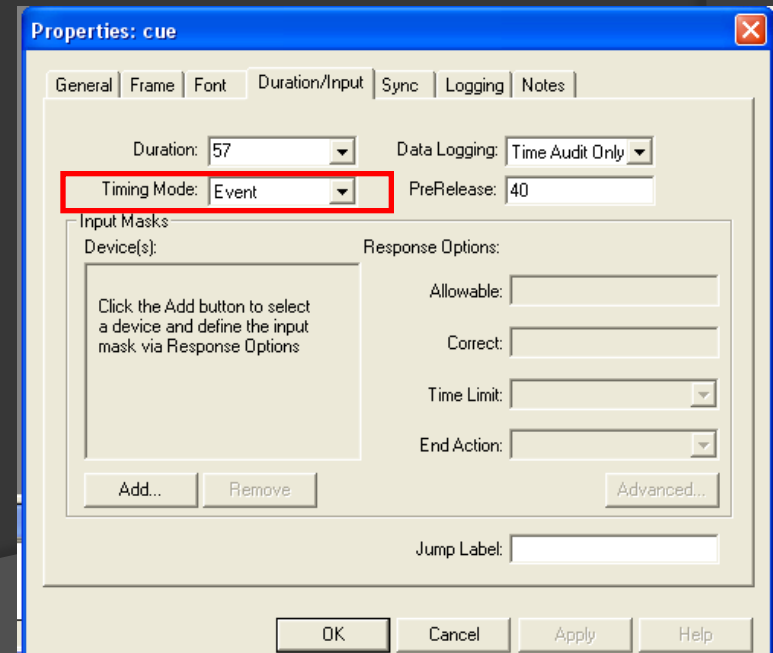 Properties: cue
General Frame Font Duration/Input Sync Logging Notes
Duration: 57 Data Logging: Time Audit Only
Timing Mode: Event PreRelease: 40
Input Masks
Device(s): Response Options:
Click the Add button to select
a device and define the input
mask via Response Options
Allowable:
Correct:
Time Limit:
End Action:
Add... Remove Advanced...
Jump Label:
OK Cancel Apply Help